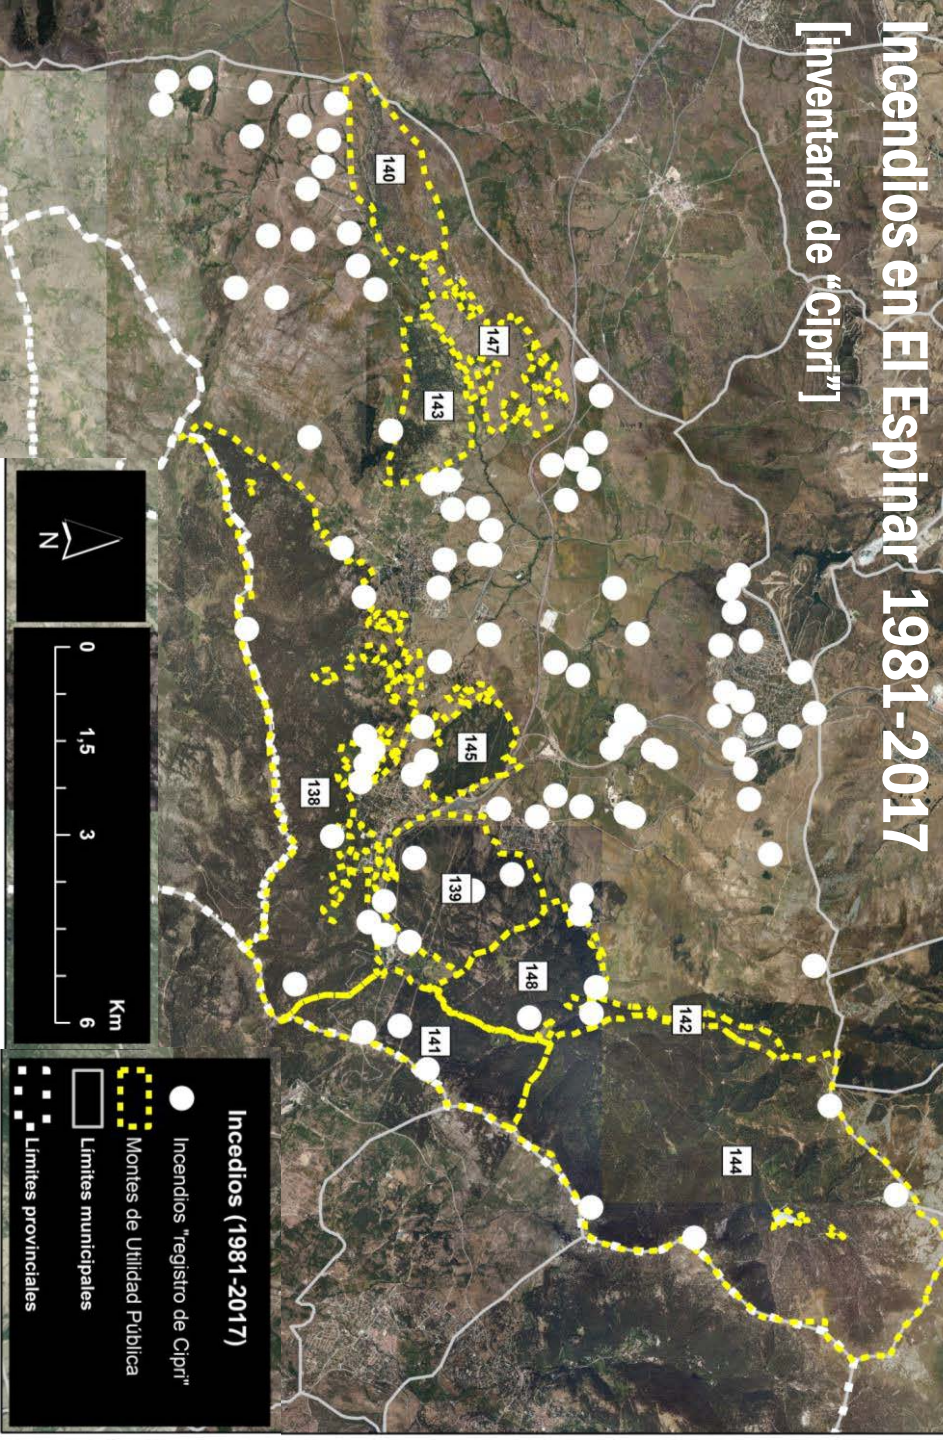 Incendios en El Espinar 1981-2017
[inventario de “Cipri”]
140
147
143
145
138
139
148
142
141
144
N
0
1,5
3
6
Km
Incedios (1981-2017)
Incendios "registro de Cipri"
Montes de Utilidad Pública
Límites municipales
Límites provinciales